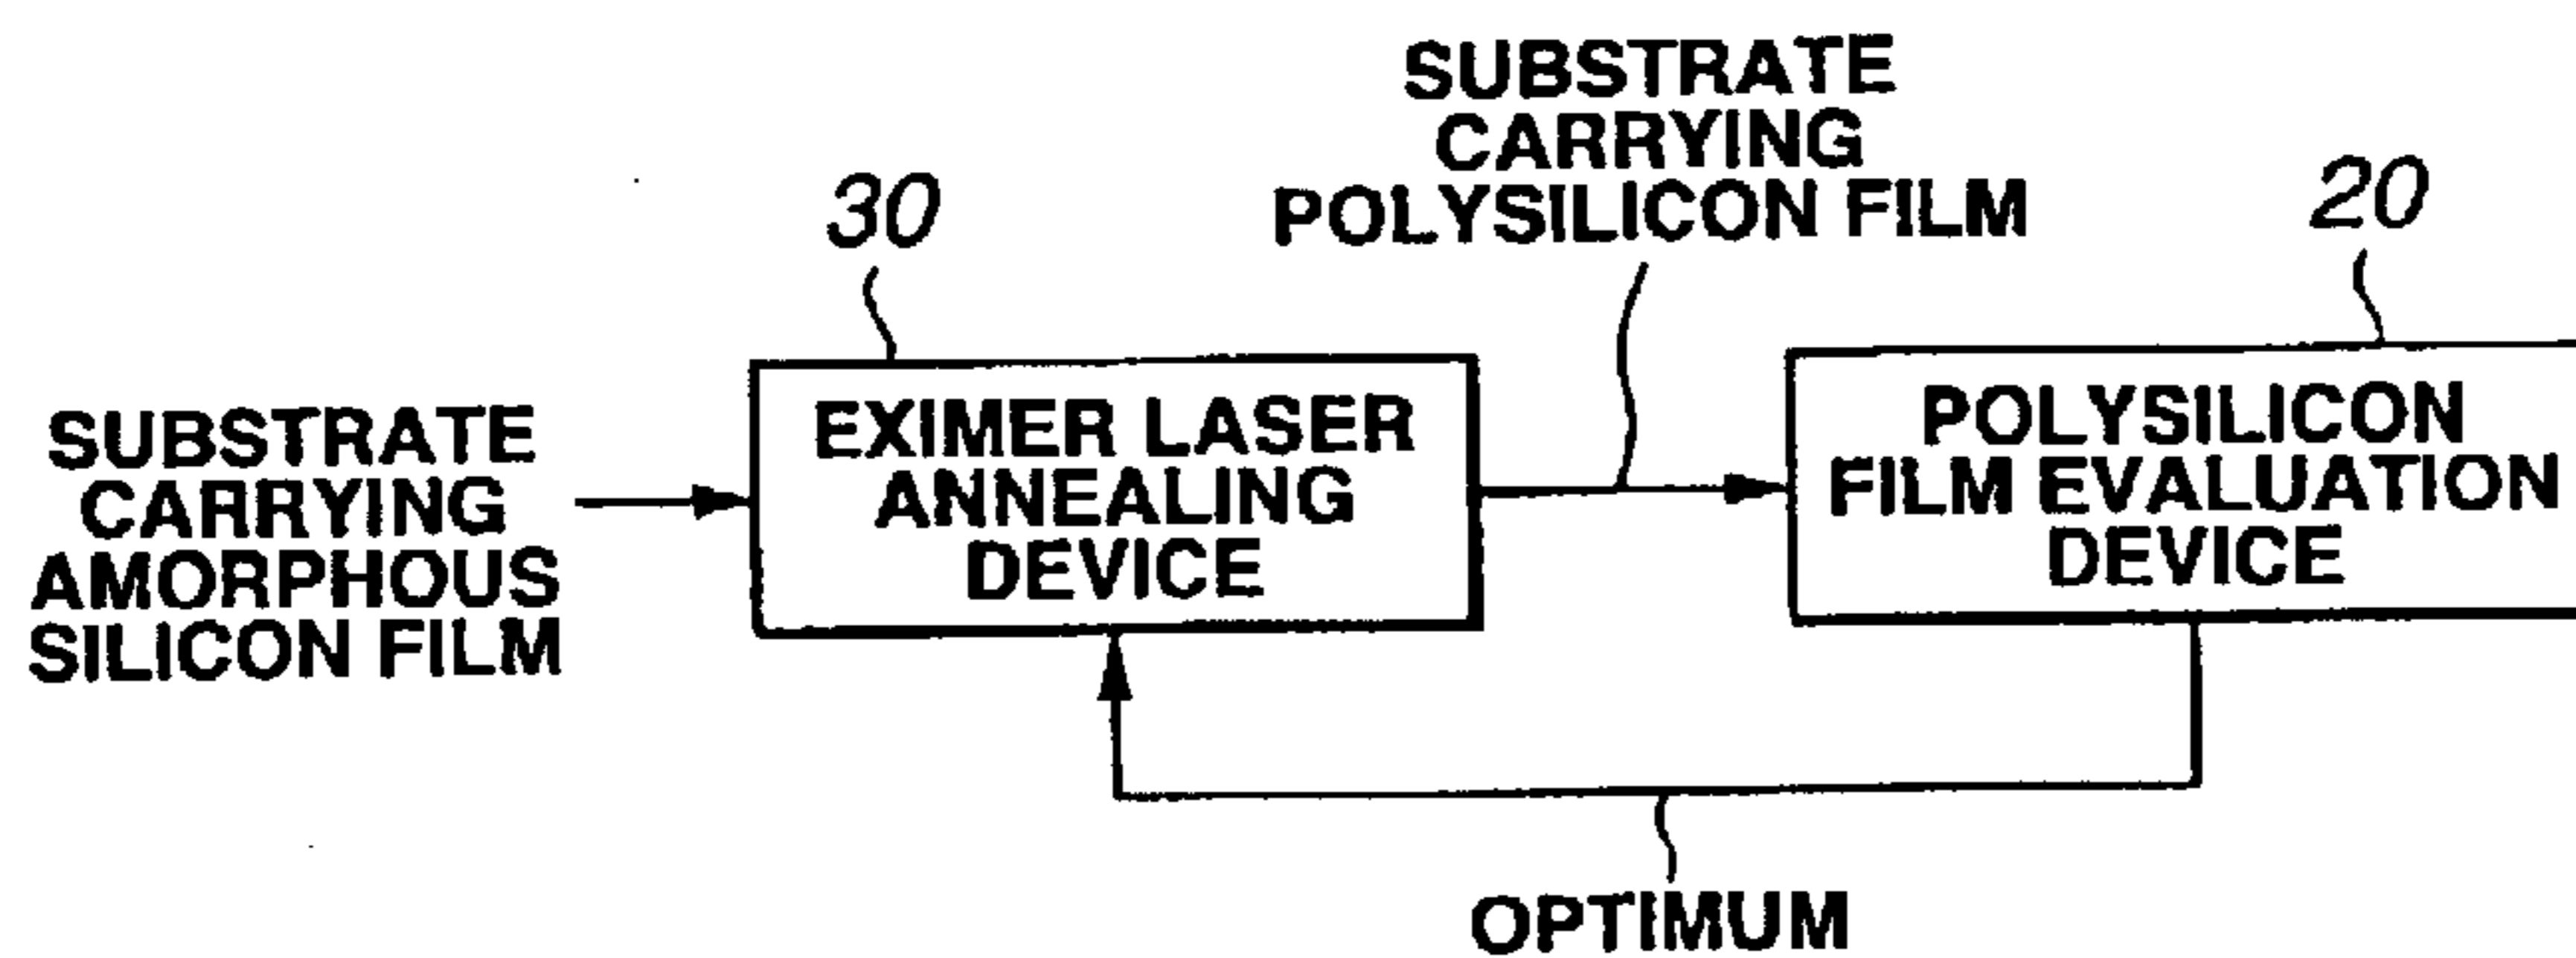 SUBSTRATE
CARRYING
POLYSILICON FILM
30
20
SUBSTRATE
CARRYING
AMORPHOUS
SILICON FILM
EXIMER LASER
ANNEALING
DEVICE
POLYSILICON
FILM EVALUATION
DEVICE
OPTIMUM